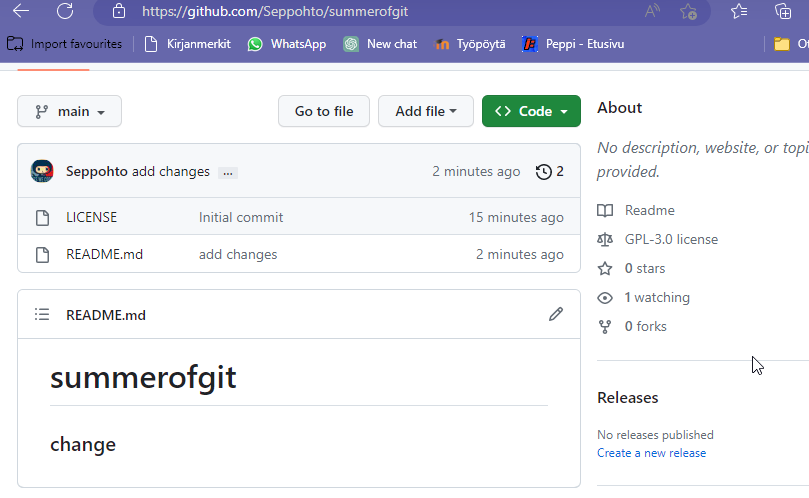 https://github.com/Seppohto/summerofgit
Import favourites Kirjanmerkit WhatsApp New chat Työpöytä Peppi - Etusivu
main Go to file Add file Code
Seppohto add changes ... 2 minutes ago 2
LICENSE Initial commit 15 minutes ago
README.md add changes 2 minutes ago
README.md
summerofgit
change
About
No description, website, or topi
provided.
Readme
GPL-3.0 license
0 stars
1 watching
0 forks
Releases
No releases published
Create a new release